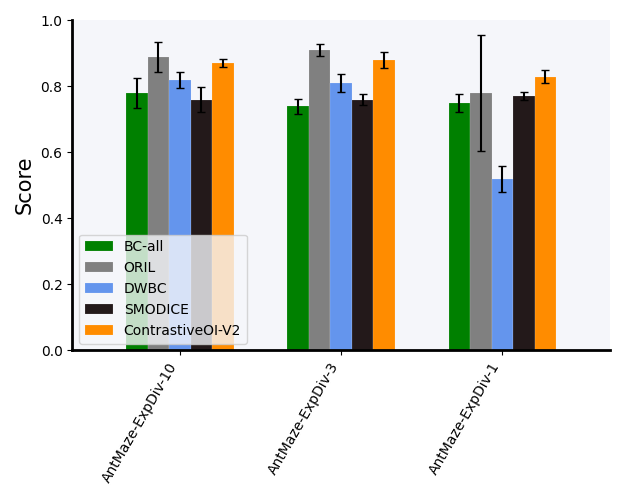 1.0
0.8
0.6
0.4
0.2
0.0
Score
BC-all
ORIL
DWBC
SMODICE
ContrastiveOI-V2
AntMaze-ExpDiv-10
AntMaze-ExpDiv-3
AntMaze-ExpDiv-1